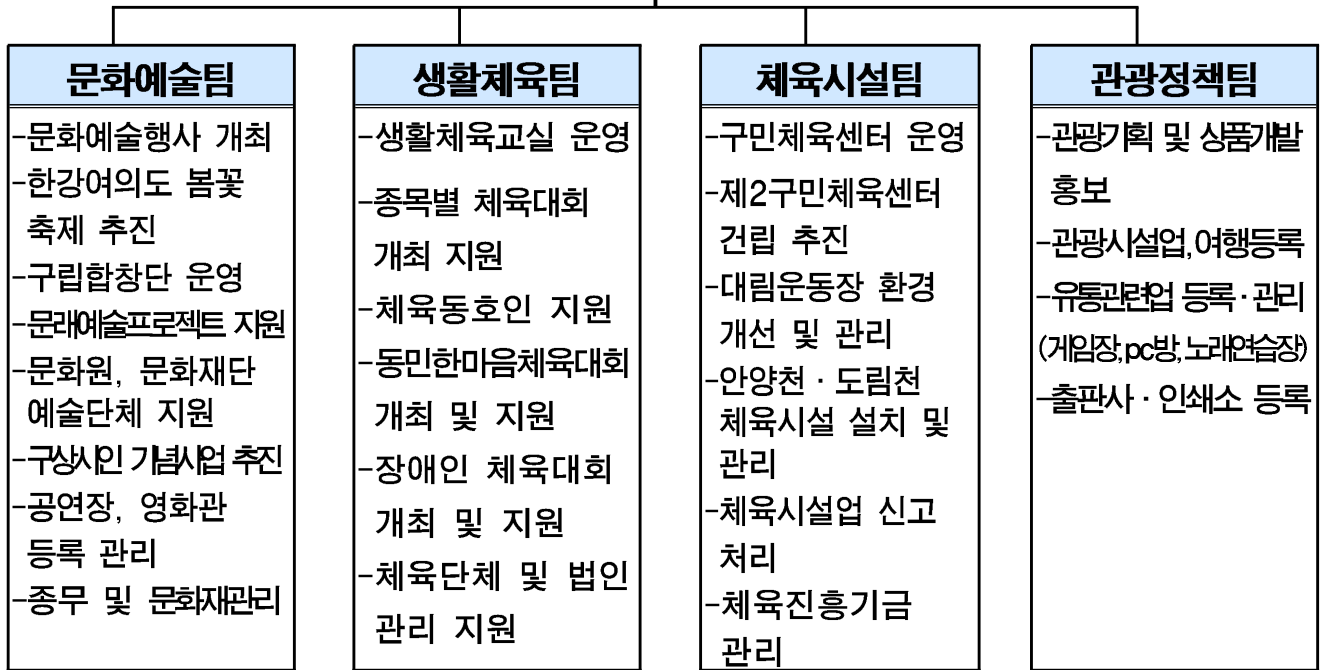 문화예술팀
-문화예술행사 개최
-한강여의도 봄꽃
축제 추진
-구립합창단 운영
-문래예술프로젝트 지원
-문화원, 문화재단
예술단체 지원
-구상시인 기념사업 추진
-공연장, 영화관
등록 관리
-종무 및 문화재관리
생활체육팀
-생활체육교실 운영
-종목별 체육대회
개최 지원
-체육동호인 지원
-동민한마음체육대회
개최 및 지원
-장애인 체육대회
개최 및 지원
-체육단체 및 법인
관리 지원
체육시설팀
-구민체육센터 운영
-제2구민체육센터
건립 추진
-대림운동장 환경
개선 및 관리
-안양천·도림천
체육시설 설치 및
관리
-체육시설업 신고
처리
-체육진흥기금
관리
관광정책팀
-관광기획 및 상품개발
홍보
-관광시설업,여행등록
-유통관련업 등록·관리
(게임장,pc방,노래연습장)
-출판사·인쇄소 등록